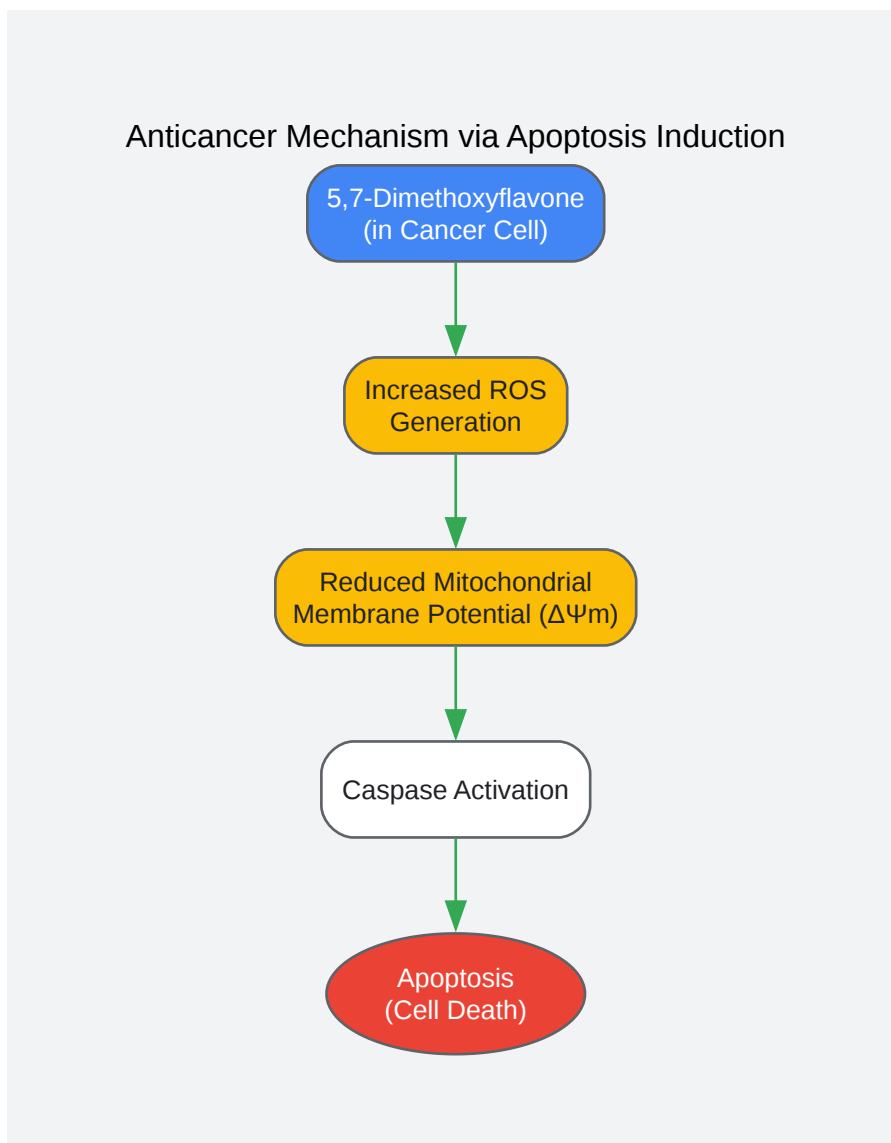 Anticancer Mechanism via Apoptosis Induction
5,7-Dimethoxyflavone
(in Cancer Cell)
Increased ROS
Generation
Reduced Mitochondrial
Membrane Potential (ΔΨm)
Caspase Activation
Apoptosis
(Cell Death)